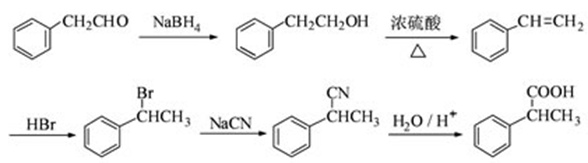 CH₂CHO NaBH₄ CH₂CH₂OH 浓硫酸 △ CH=CH₂
HBr Br CHCH₃ NaCN CN CHCH₃ H₂O / H⁺ COOH CHCH₃